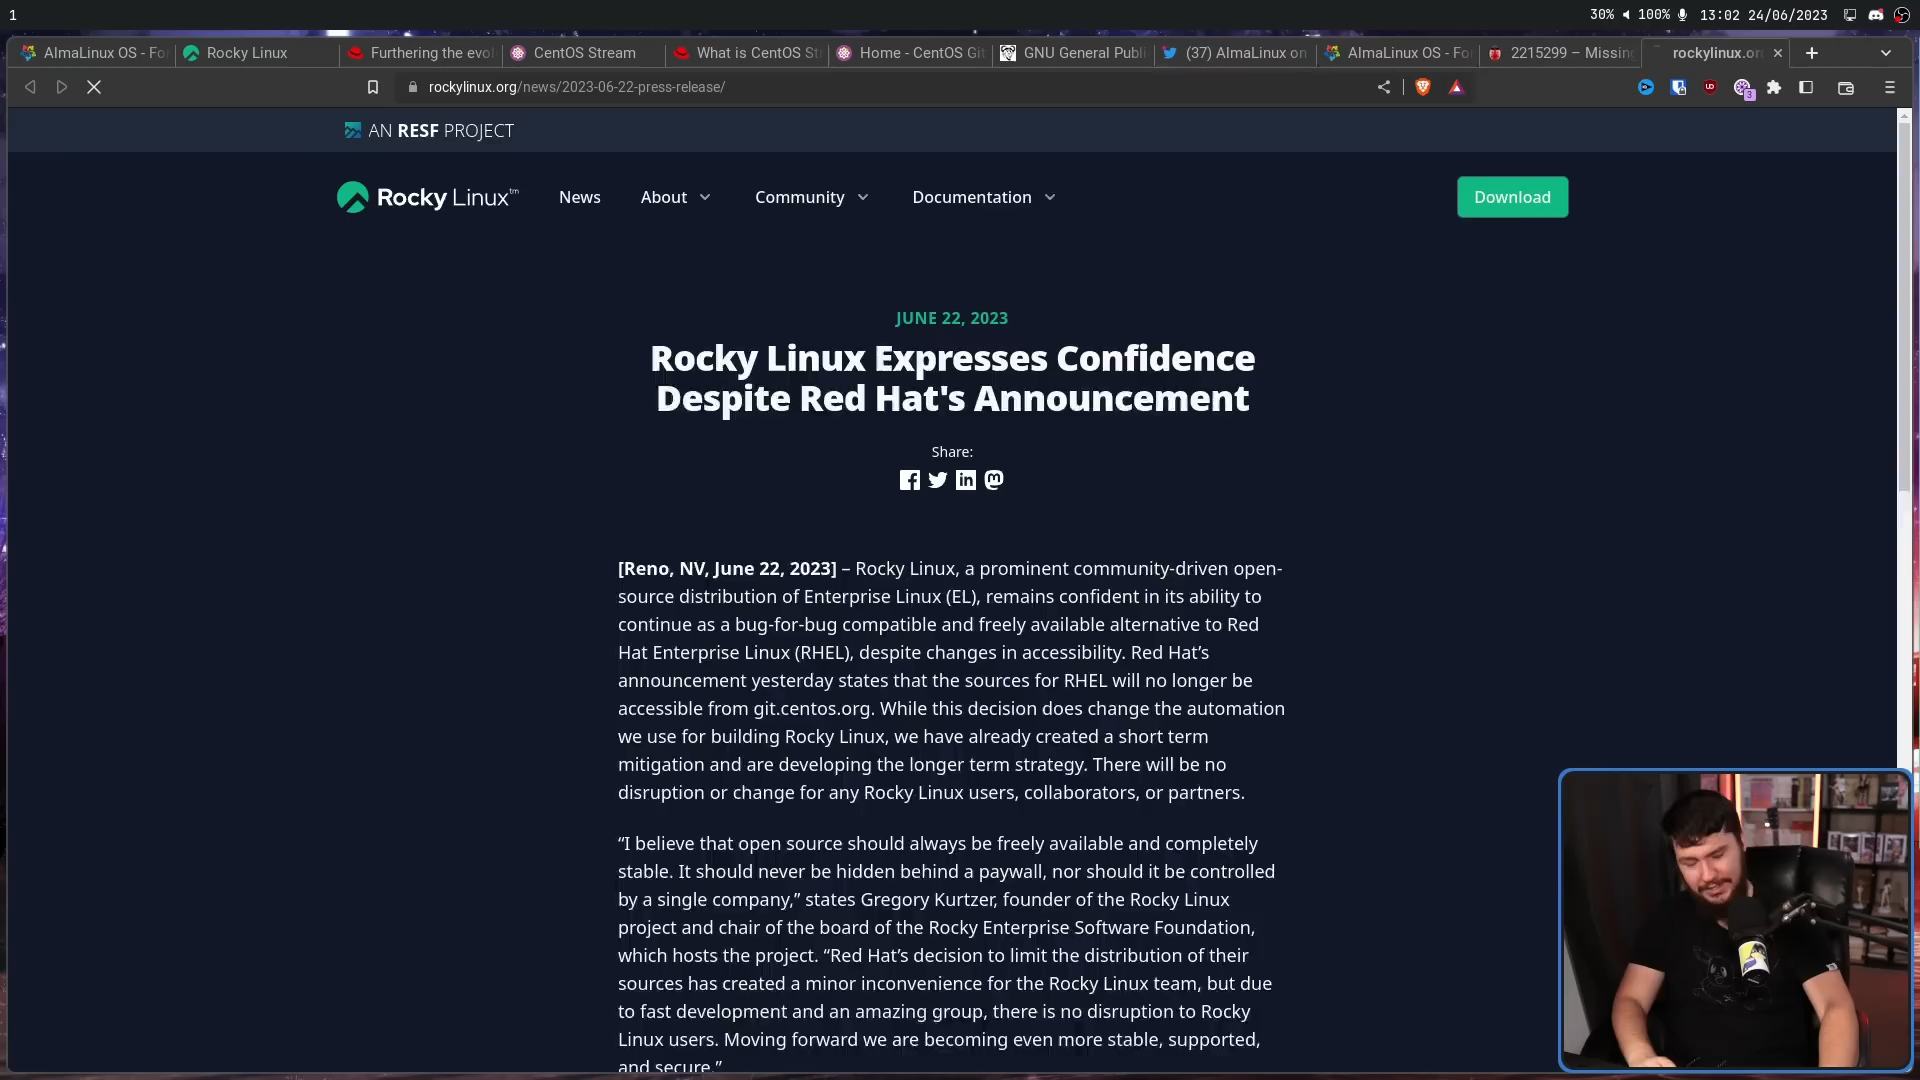 1
30% 100% 13:02 24/06/2023
AlmaLinux OS - For
Rocky Linux
Furthering the evol
CentOS Stream
What is CentOS St
Home - CentOS Git
GNU General Publi
(37) AlmaLinux on
AlmaLinux OS - For
2215299 – Missing
rockylinux.or
rockylinux.org/news/2023-06-22-press-release/
3
AN RESF PROJECT
Rocky Linux™
News
About
Community
Documentation
Download
JUNE 22, 2023
Rocky Linux Expresses Confidence
Despite Red Hat's Announcement
Share:
[Reno, NV, June 22, 2023] – Rocky Linux, a prominent community-driven open-
source distribution of Enterprise Linux (EL), remains confident in its ability to
continue as a bug-for-bug compatible and freely available alternative to Red
Hat Enterprise Linux (RHEL), despite changes in accessibility. Red Hat’s
announcement yesterday states that the sources for RHEL will no longer be
accessible from git.centos.org. While this decision does change the automation
we use for building Rocky Linux, we have already created a short term
mitigation and are developing the longer term strategy. There will be no
disruption or change for any Rocky Linux users, collaborators, or partners.
“I believe that open source should always be freely available and completely
stable. It should never be hidden behind a paywall, nor should it be controlled
by a single company,” states Gregory Kurtzer, founder of the Rocky Linux
project and chair of the board of the Rocky Enterprise Software Foundation,
which hosts the project. “Red Hat’s decision to limit the distribution of their
sources has created a minor inconvenience for the Rocky Linux team, but due
to fast development and an amazing group, there is no disruption to Rocky
Linux users. Moving forward we are becoming even more stable, supported,
and secure.”